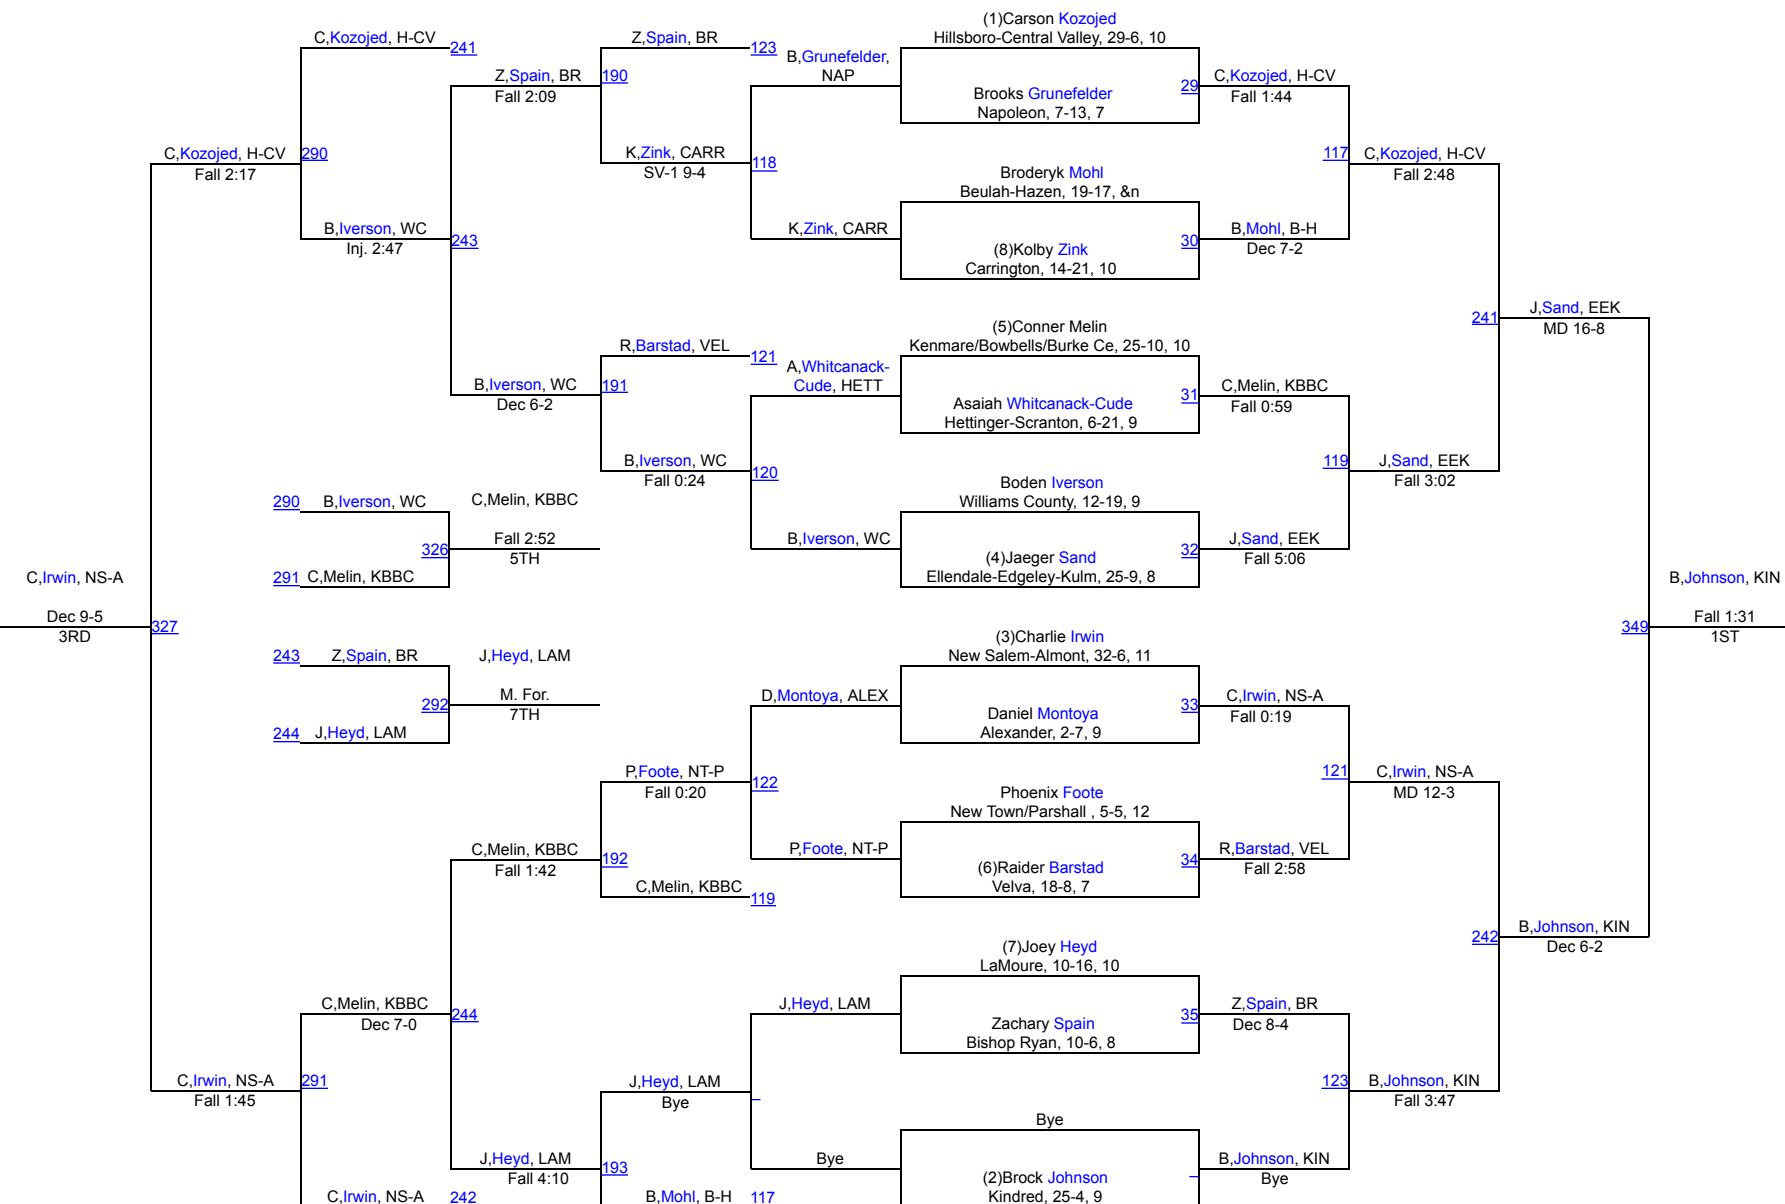 (1)Carson Kozojed
C,Kozojed, H-CV
241
Z,Spain, BR
123
Hillsboro-Central Valley, 29-6, 10
B,Grunefelder,
NAP
Z,Spain, BR
190
Fall 2:09
Brooks Grunefelder
Napoleon, 7-13, 7
29
C,Kozojed, H-CV
Fall 1:44
C,Kozojed, H-CV
290
Fall 2:17
K,Zink, CARR
118
SV-1 9-4
Broderyk Mohl
Beulah-Hazen, 19-17, &n
117
C,Kozojed, H-CV
Fall 2:48
B,Iverson, WC
243
Inj. 2:47
K,Zink, CARR
(8)Kolby Zink
Carrington, 14-21, 10
30
B,Mohl, B-H
Dec 7-2
241
J,Sand, EEK
MD 16-8
(5)Conner Melin
Kenmare/Bowbells/Burke Ce, 25-10, 10
R,Barstad, VEL
121
A,Whitcanack-
Cude, HETT
B,Iverson, WC
191
Dec 6-2
Asaiah Whitcanack-Cude
Hettinger-Scranton, 6-21, 9
31
C,Melin, KBBC
Fall 0:59
B,Iverson, WC
120
Fall 0:24
119
J,Sand, EEK
Fall 3:02
Boden Iverson
Williams County, 12-19, 9
290
B,Iverson, WC
C,Melin, KBBC
326
Fall 2:52
5TH
291
C,Melin, KBBC
B,Iverson, WC
(4)Jaeger Sand
Ellendale-Edgeley-Kulm, 25-9, 8
32
J,Sand, EEK
Fall 5:06
C,Irwin, NS-A
Dec 9-5
3RD
327
B,Johnson, KIN
349
Fall 1:31
1ST
(3)Charlie Irwin
New Salem-Almont, 32-6, 11
243
Z,Spain, BR
J,Heyd, LAM
292
M. For.
7TH
244
J,Heyd, LAM
D,Montoya, ALEX
Daniel Montoya
Alexander, 2-7, 9
33
C,Irwin, NS-A
Fall 0:19
P,Foote, NT-P
122
Fall 0:20
Phoenix Foote
New Town/Parshall , 5-5, 12
121
C,Irwin, NS-A
MD 12-3
C,Melin, KBBC
192
Fall 1:42
C,Melin, KBBC
119
P,Foote, NT-P
(6)Raider Barstad
Velva, 18-8, 7
34
R,Barstad, VEL
Fall 2:58
242
B,Johnson, KIN
Dec 6-2
(7)Joey Heyd
LaMoure, 10-16, 10
C,Melin, KBBC
244
Dec 7-0
J,Heyd, LAM
Zachary Spain
Bishop Ryan, 10-6, 8
35
Z,Spain, BR
Dec 8-4
C,Irwin, NS-A
291
Fall 1:45
J,Heyd, LAM
Bye
123
B,Johnson, KIN
Fall 3:47
Bye
J,Heyd, LAM
193
Fall 4:10
Bye
(2)Brock Johnson
Kindred, 25-4, 9
B,Johnson, KIN
Bye
C,Irwin, NS-A
242
B,Mohl, B-H
117